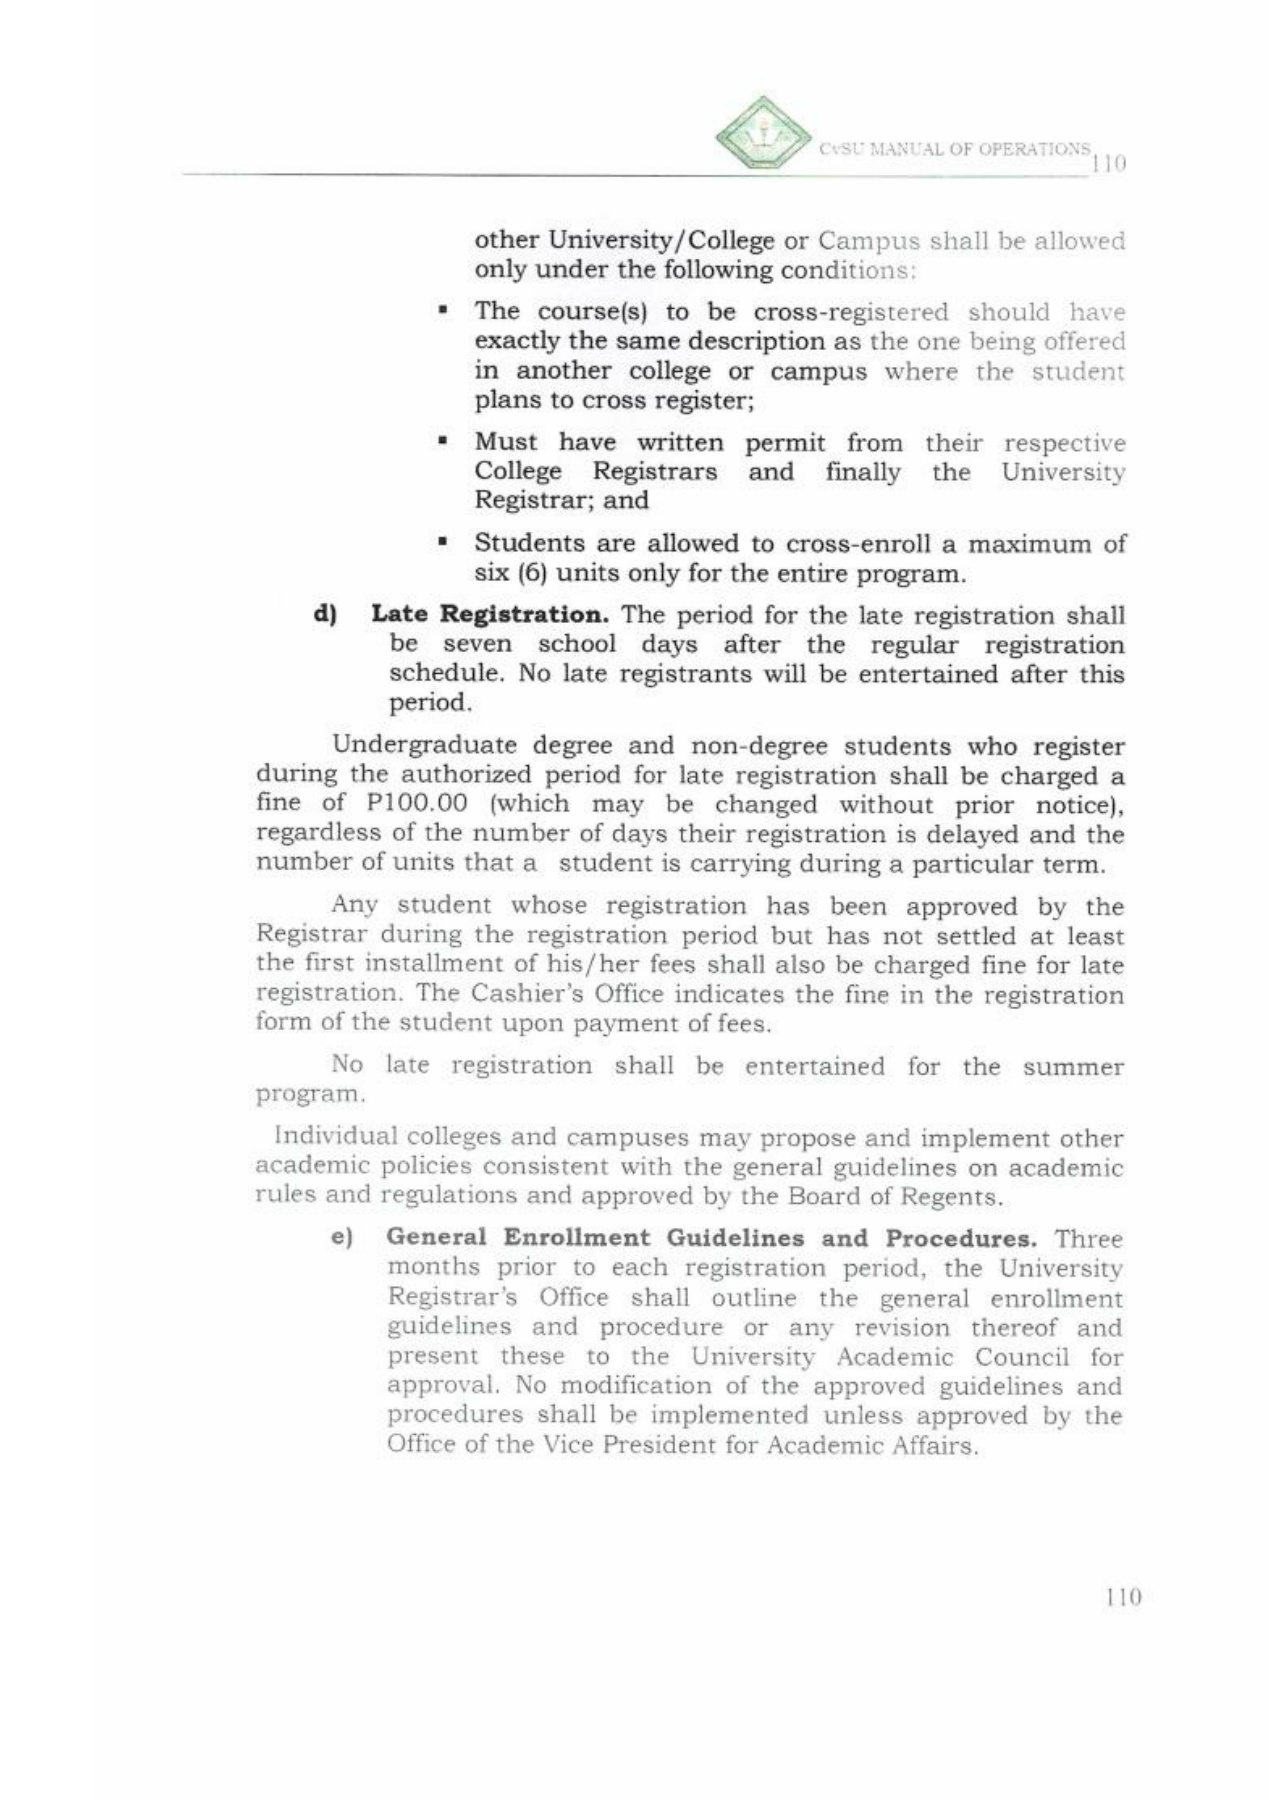 CvSU MANUAL OF OPERATIONS
110
other University/College or Campus shall be allowed
only under the following conditions:
▪ The course(s) to be cross-registered should have
exactly the same description as the one being offered
in another college or campus where the student
plans to cross register;
▪ Must have written permit from their respective
College Registrars and finally the University
Registrar; and
▪ Students are allowed to cross-enroll a maximum of
six (6) units only for the entire program.
d) Late Registration. The period for the late registration shall
be seven school days after the regular registration
schedule. No late registrants will be entertained after this
period.
Undergraduate degree and non-degree students who register
during the authorized period for late registration shall be charged a
fine of P100.00 (which may be changed without prior notice),
regardless of the number of days their registration is delayed and the
number of units that a student is carrying during a particular term.
Any student whose registration has been approved by the
Registrar during the registration period but has not settled at least
the first installment of his/her fees shall also be charged fine for late
registration. The Cashier's Office indicates the fine in the registration
form of the student upon payment of fees.
No late registration shall be entertained for the summer
program.
Individual colleges and campuses may propose and implement other
academic policies consistent with the general guidelines on academic
rules and regulations and approved by the Board of Regents.
e) General Enrollment Guidelines and Procedures. Three
months prior to each registration period, the University
Registrar's Office shall outline the general enrollment
guidelines and procedure or any revision thereof and
present these to the University Academic Council for
approval. No modification of the approved guidelines and
procedures shall be implemented unless approved by the
Office of the Vice President for Academic Affairs.
110